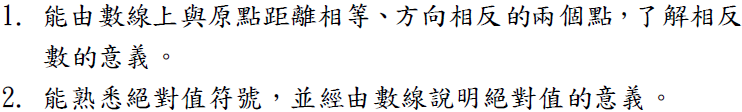 1. 能由數線上與原點距離相等、方向相反的兩個點，了解相反
數的意義。
2. 能熟悉絕對值符號，並經由數線說明絕對值的意義。